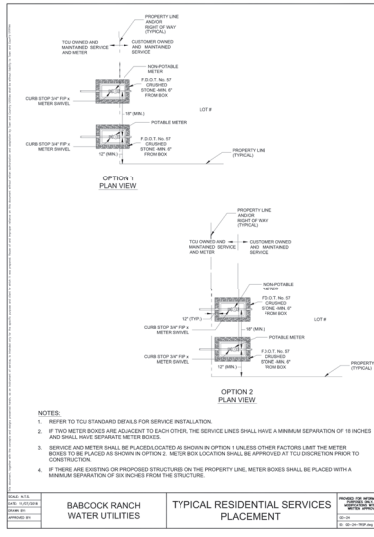 PROPERTY LINE
AND/OR
RIGHT OF WAY
(TYPICAL)
TCU OWNED AND
MAINTAINED SERVICE
AND METER
CUSTOMER OWNED
AND MAINTAINED
SERVICE
NON-POTABLE
METER
F.D.O.T. No. 57
CRUSHED
STONE -MIN. 8"
FROM BOX
CURB STOP 3/4" FIP x
METER SWIVEL
18" (MIN.)
LOT #
POTABLE METER
CURB STOP 3/4" FIP x
METER SWIVEL
F.D.O.T. No. 57
CRUSHED
STONE -MIN. 8"
FROM BOX
12" (MIN.)
PROPERTY LINE
(TYPICAL)
OPTION 1
PLAN VIEW
PROPERTY LINE
AND/OR
RIGHT OF WAY
(TYPICAL)
TCU OWNED AND
MAINTAINED SERVICE
AND METER
CUSTOMER OWNED
AND MAINTAINED
SERVICE
NON-POTABLE
F.D.O.T. No. 57
CRUSHED
STONE -MIN. 8"
FROM BOX
12" (TYP.)
LOT #
CURB STOP 3/4" FIP x
METER SWIVEL
18" (MIN.)
POTABLE METER
CURB STOP 3/4" FIP x
METER SWIVEL
F.D.O.T. No. 57
CRUSHED
STONE -MIN. 8"
FROM BOX
12" (MIN.)
PROPERTY
(TYPICAL)
OPTION 2
PLAN VIEW
NOTES:
1. REFER TO TCU STANDARD DETAILS FOR SERVICE INSTALLATION.
2. IF TWO METER BOXES ARE ADJACENT TO EACH OTHER, THE SERVICE LINES SHALL HAVE A MINIMUM SEPARATION OF 18 INCHES
AND SHALL HAVE SEPARATE METER BOXES.
3. SERVICE AND METER SHALL BE PLACED/LOCATED AS SHOWN IN OPTION 1 UNLESS OTHER FACTORS LIMIT THE METER
BOXES TO BE PLACED AS SHOWN IN OPTION 2. METER BOX LOCATION SHALL BE APPROVED AT TCU DISCRETION PRIOR TO
CONSTRUCTION.
4. IF THERE ARE EXISTING OR PROPOSED STRUCTURES ON THE PROPERTY LINE, METER BOXES SHALL BE PLACED WITH A
MINIMUM SEPARATION OF SIX INCHES FROM THE STRUCTURE.
SCALE: N.T.S.
DATE: 11/07/2018
DRAWN BY:
APPROVED BY:
BABCOCK RANCH
WATER UTILITIES
TYPICAL RESIDENTIAL SERVICES
PLACEMENT